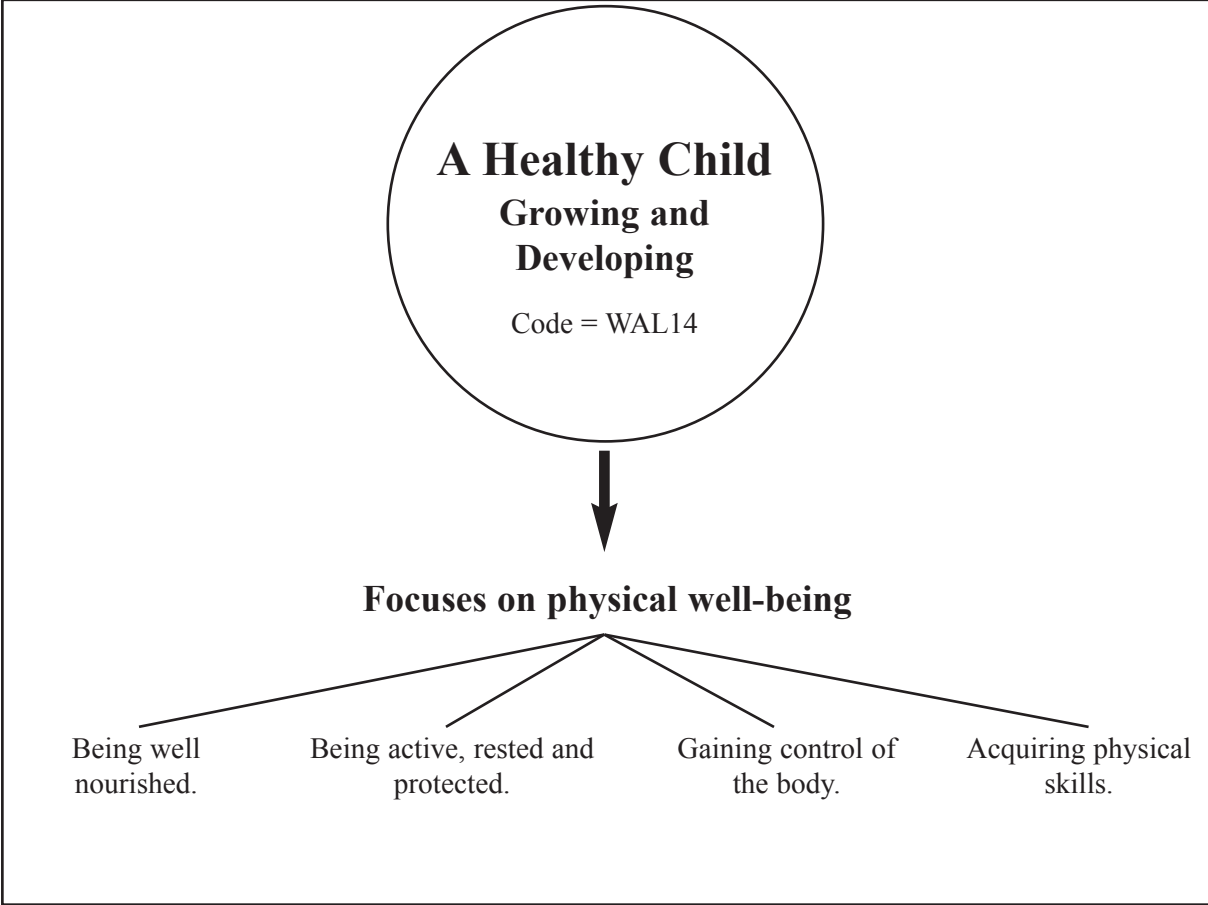 A Healthy Child
Growing and
Developing
Code = WAL14
Focuses on physical well-being
Being well
nourished.
Being active, rested and
protected.
Gaining control of
the body.
Acquiring physical
skills.